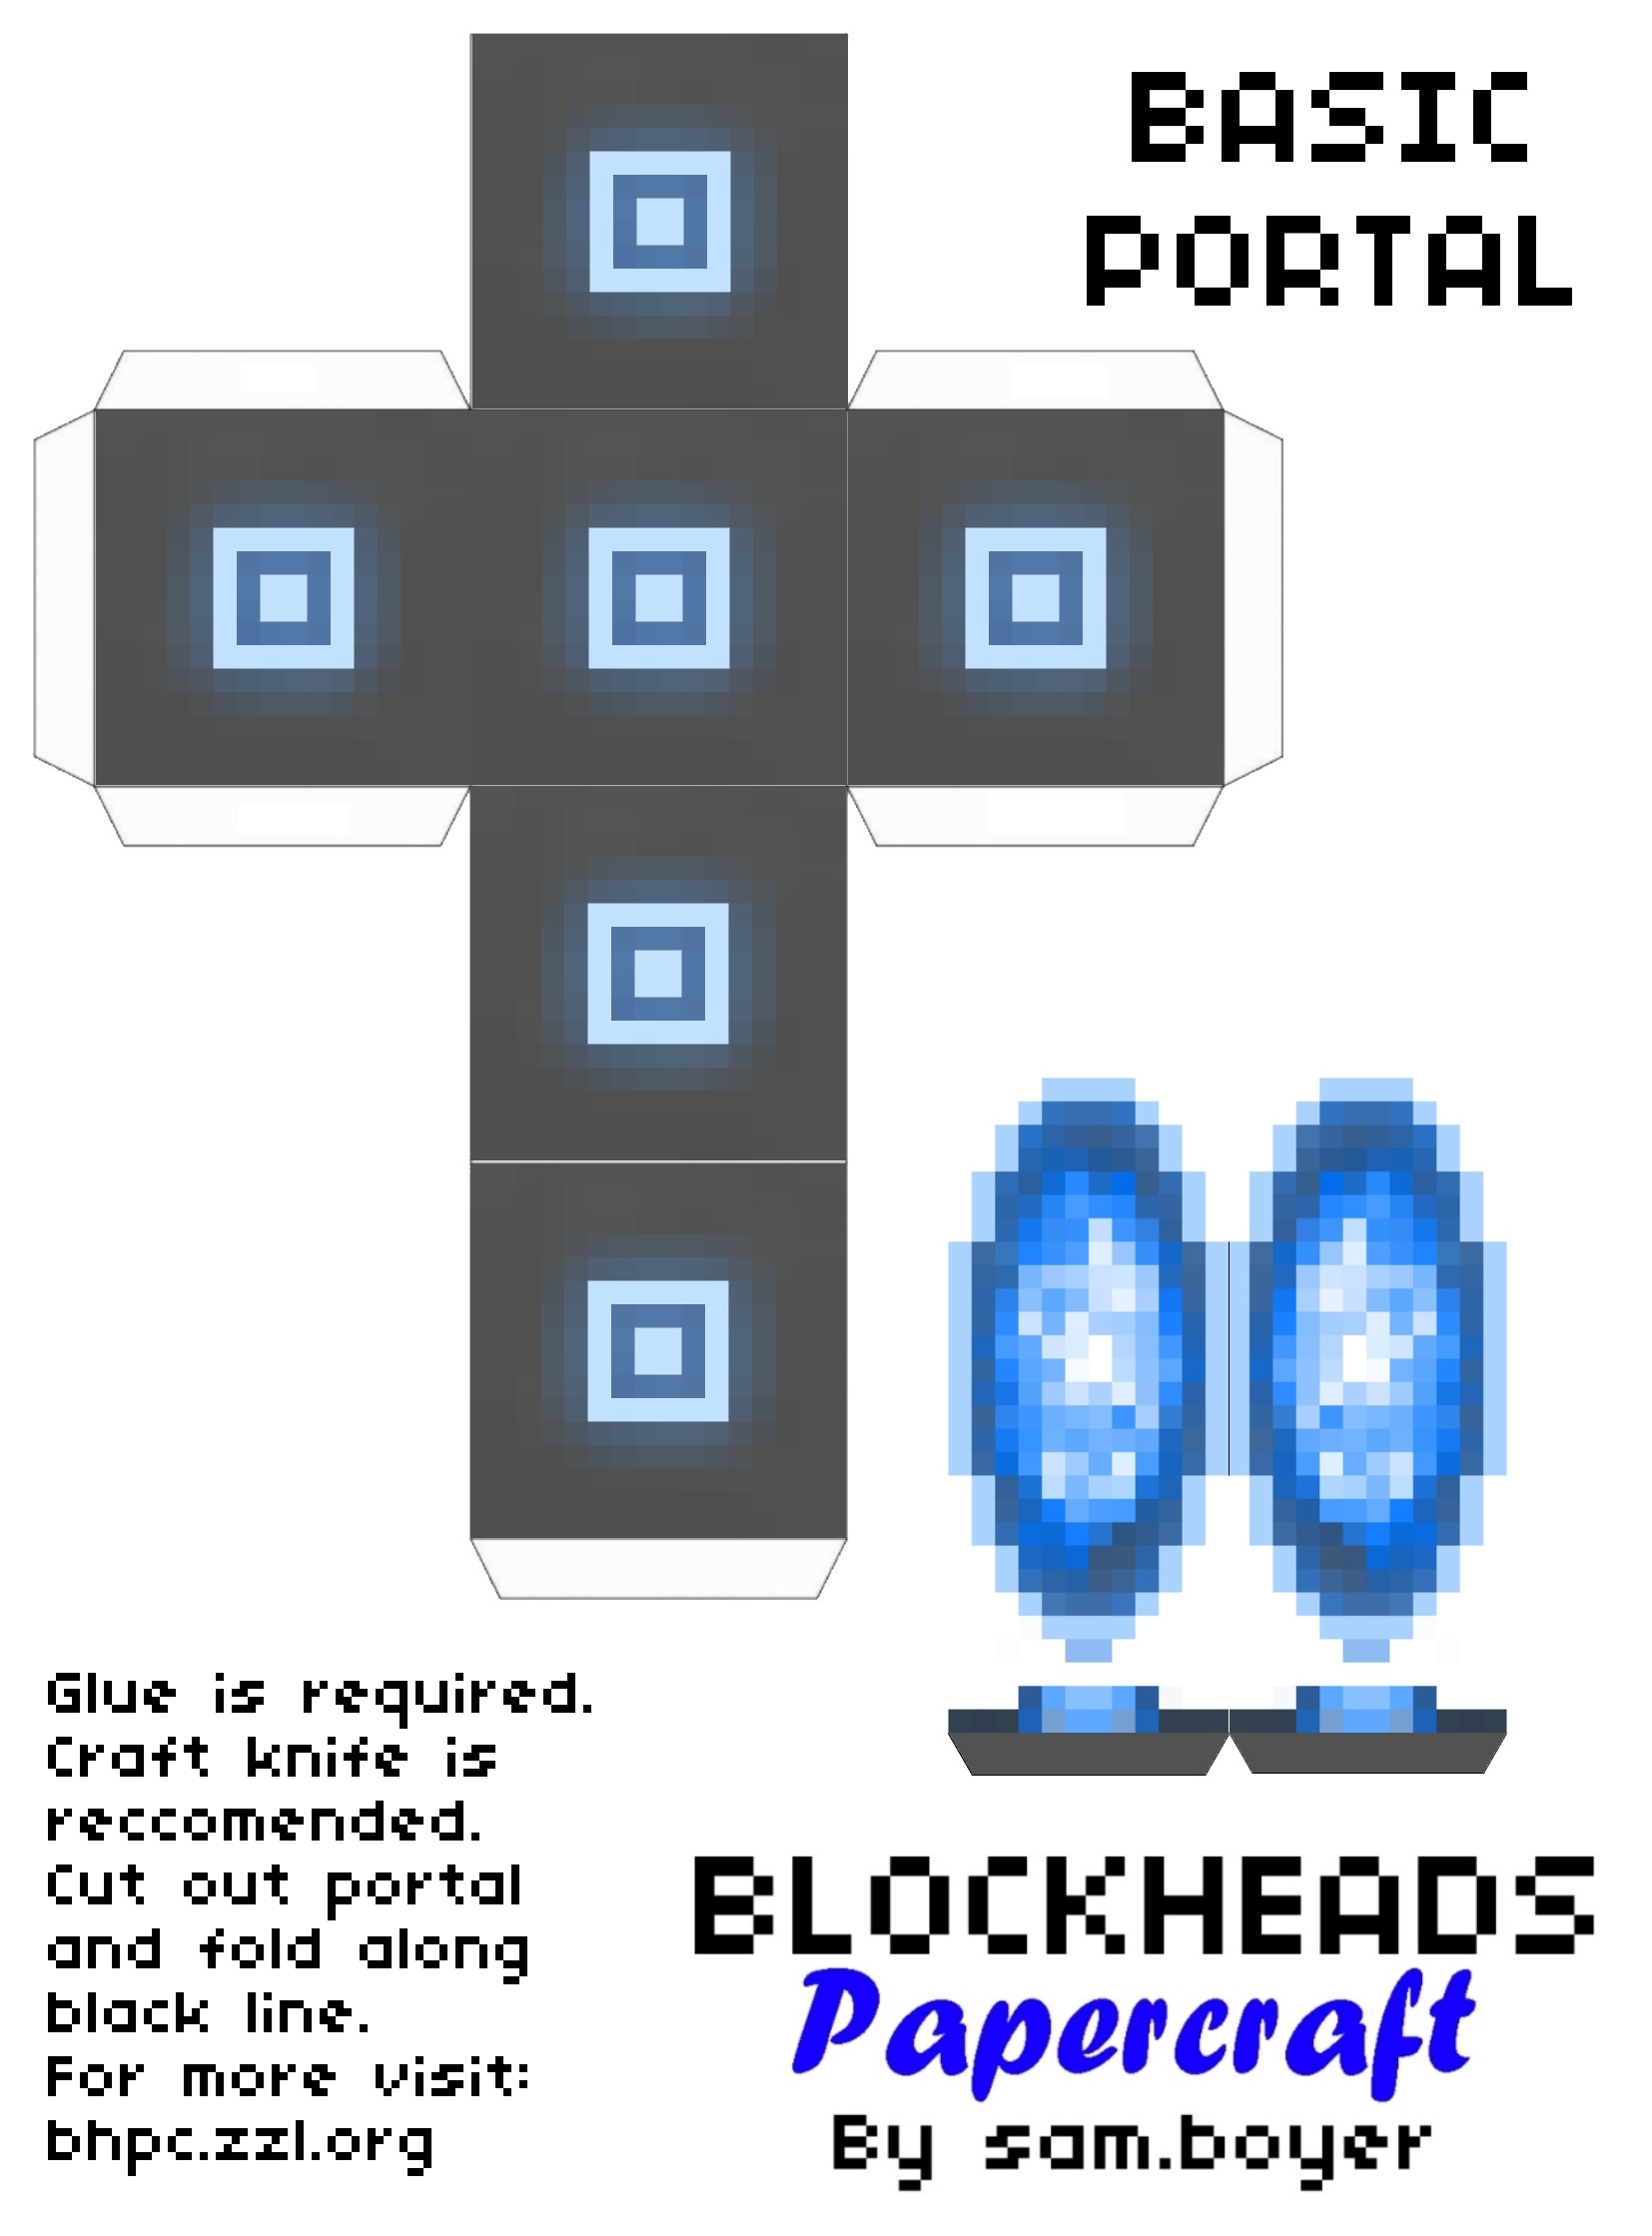 BASIC
PORTAL
Glue is required.
Craft knife is
reccomended.
Cut out portal
and fold along
black line.
For more visit:
bhpc.zzl.org
BLOCKHEADS
Papercraft
By sam.boyer